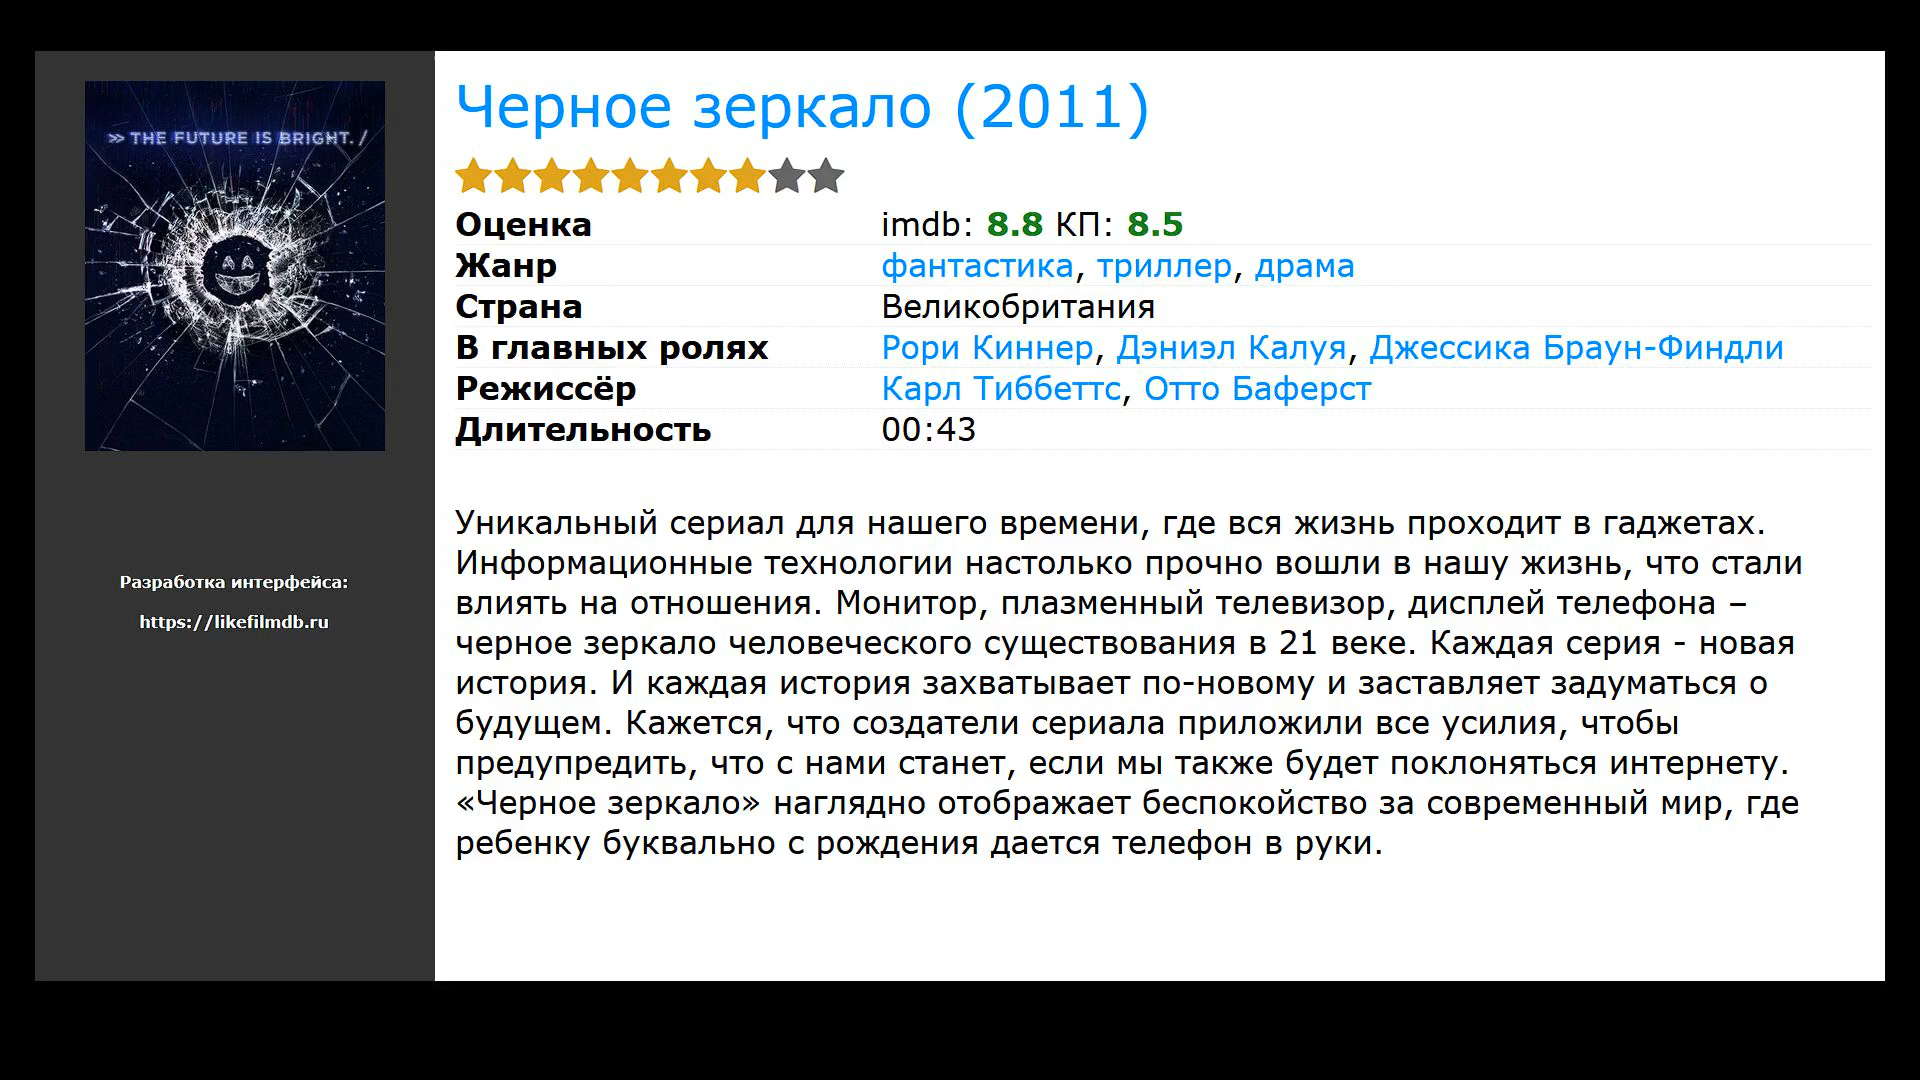 >> THE FUTURE IS BRIGHT. /
Разработка интерфейса:
https://likefilmdb.ru
Черное зеркало (2011)
Оценка imdb: 8.8 КП: 8.5
Жанр фантастика, триллер, драма
Страна Великобритания
В главных ролях Рори Киннер, Дэниэл Калуя, Джессика Браун-Финдли
Режиссёр Карл Тиббеттс, Отто Баферст
Длительность 00:43
Уникальный сериал для нашего времени, где вся жизнь проходит в гаджетах.
Информационные технологии настолько прочно вошли в нашу жизнь, что стали
влиять на отношения. Монитор, плазменный телевизор, дисплей телефона –
черное зеркало человеческого существования в 21 веке. Каждая серия - новая
история. И каждая история захватывает по-новому и заставляет задуматься о
будущем. Кажется, что создатели сериала приложили все усилия, чтобы
предупредить, что с нами станет, если мы также будет поклоняться интернету.
«Черное зеркало» наглядно отображает беспокойство за современный мир, где
ребенку буквально с рождения дается телефон в руки.